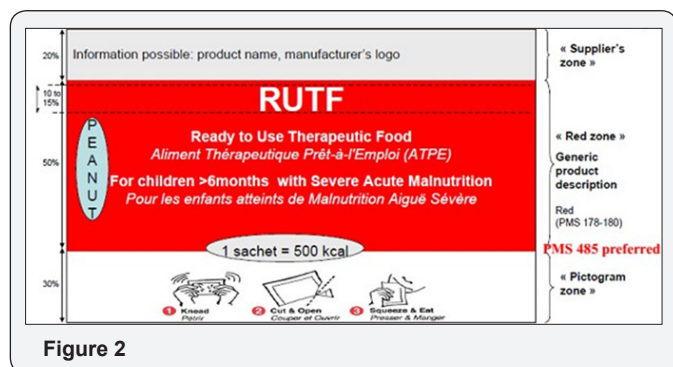 20%
Information possible: product name, manufacturer's logo
« Supplier's
zone »
10 to
15%
RUTF
PEANUT
50%
Ready to Use Therapeutic Food
Aliment Thérapeutique Prêt-à-l'Emploi (ATPE)
For children >6months with Severe Acute Malnutrition
Pour les enfants atteints de Malnutrition Aiguë Sévère
« Red zone »
Generic
product
description
Red
(PMS 178-180)
PMS 485 preferred
1 sachet = 500 kcal
30%
1 Knead
Pétrir
2 Cut & Open
Couper et Ouvrir
3 Squeeze & Eat
Presser & Manger
« Pictogram
zone »
Figure 2